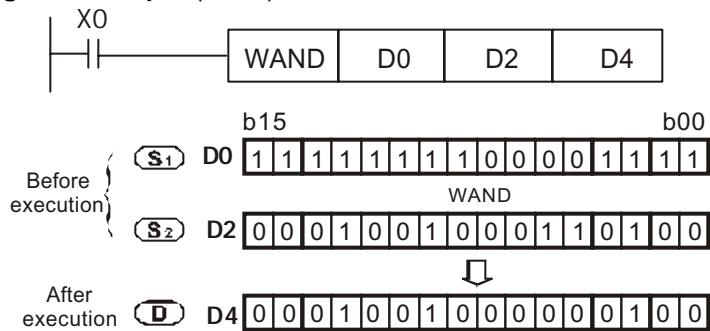 X0
WAND D0 D2 D4
b15 b00
S1 D0 1 1 1 1 1 1 1 1 0 0 0 0 1 1 1 1
Before
execution
WAND
S2 D2 0 0 0 1 0 0 1 0 0 0 1 1 0 1 0 0
After
execution
D D4 0 0 0 1 0 0 1 0 0 0 0 0 0 1 0 0